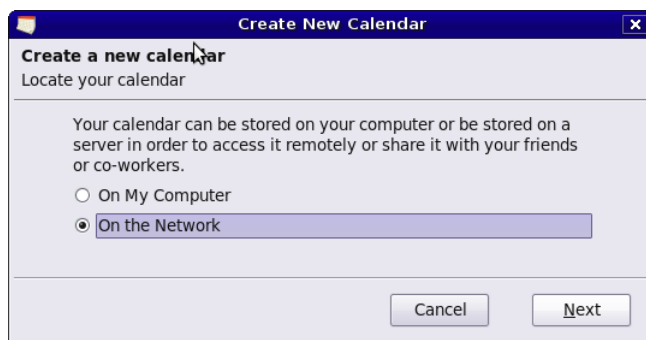 Create New Calendar
Create a new calendar
Locate your calendar
Your calendar can be stored on your computer or be stored on a
server in order to access it remotely or share it with your friends
or co-workers.
On My Computer
On the Network
Cancel
Next